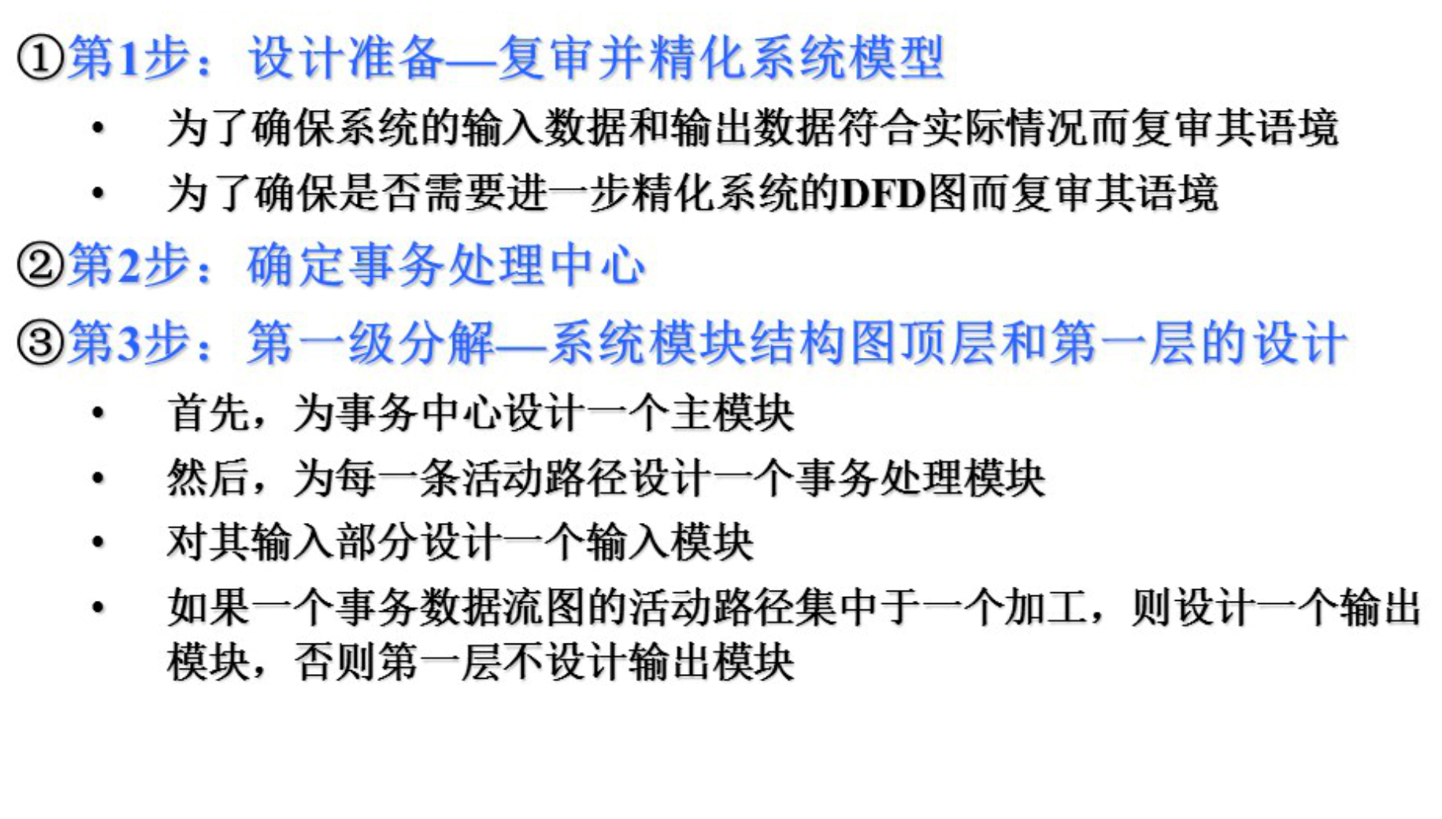 ①第1步：设计准备—复审并精化系统模型
• 为了确保系统的输入数据和输出数据符合实际情况而复审其语境
• 为了确保是否需要进一步精化系统的DFD图而复审其语境
②第2步：确定事务处理中心
③第3步：第一级分解—系统模块结构图顶层和第一层的设计
• 首先，为事务中心设计一个主模块
• 然后，为每一条活动路径设计一个事务处理模块
• 对其输入部分设计一个输入模块
• 如果一个事务数据流图的活动路径集中于一个加工，则设计一个输出
模块，否则第一层不设计输出模块